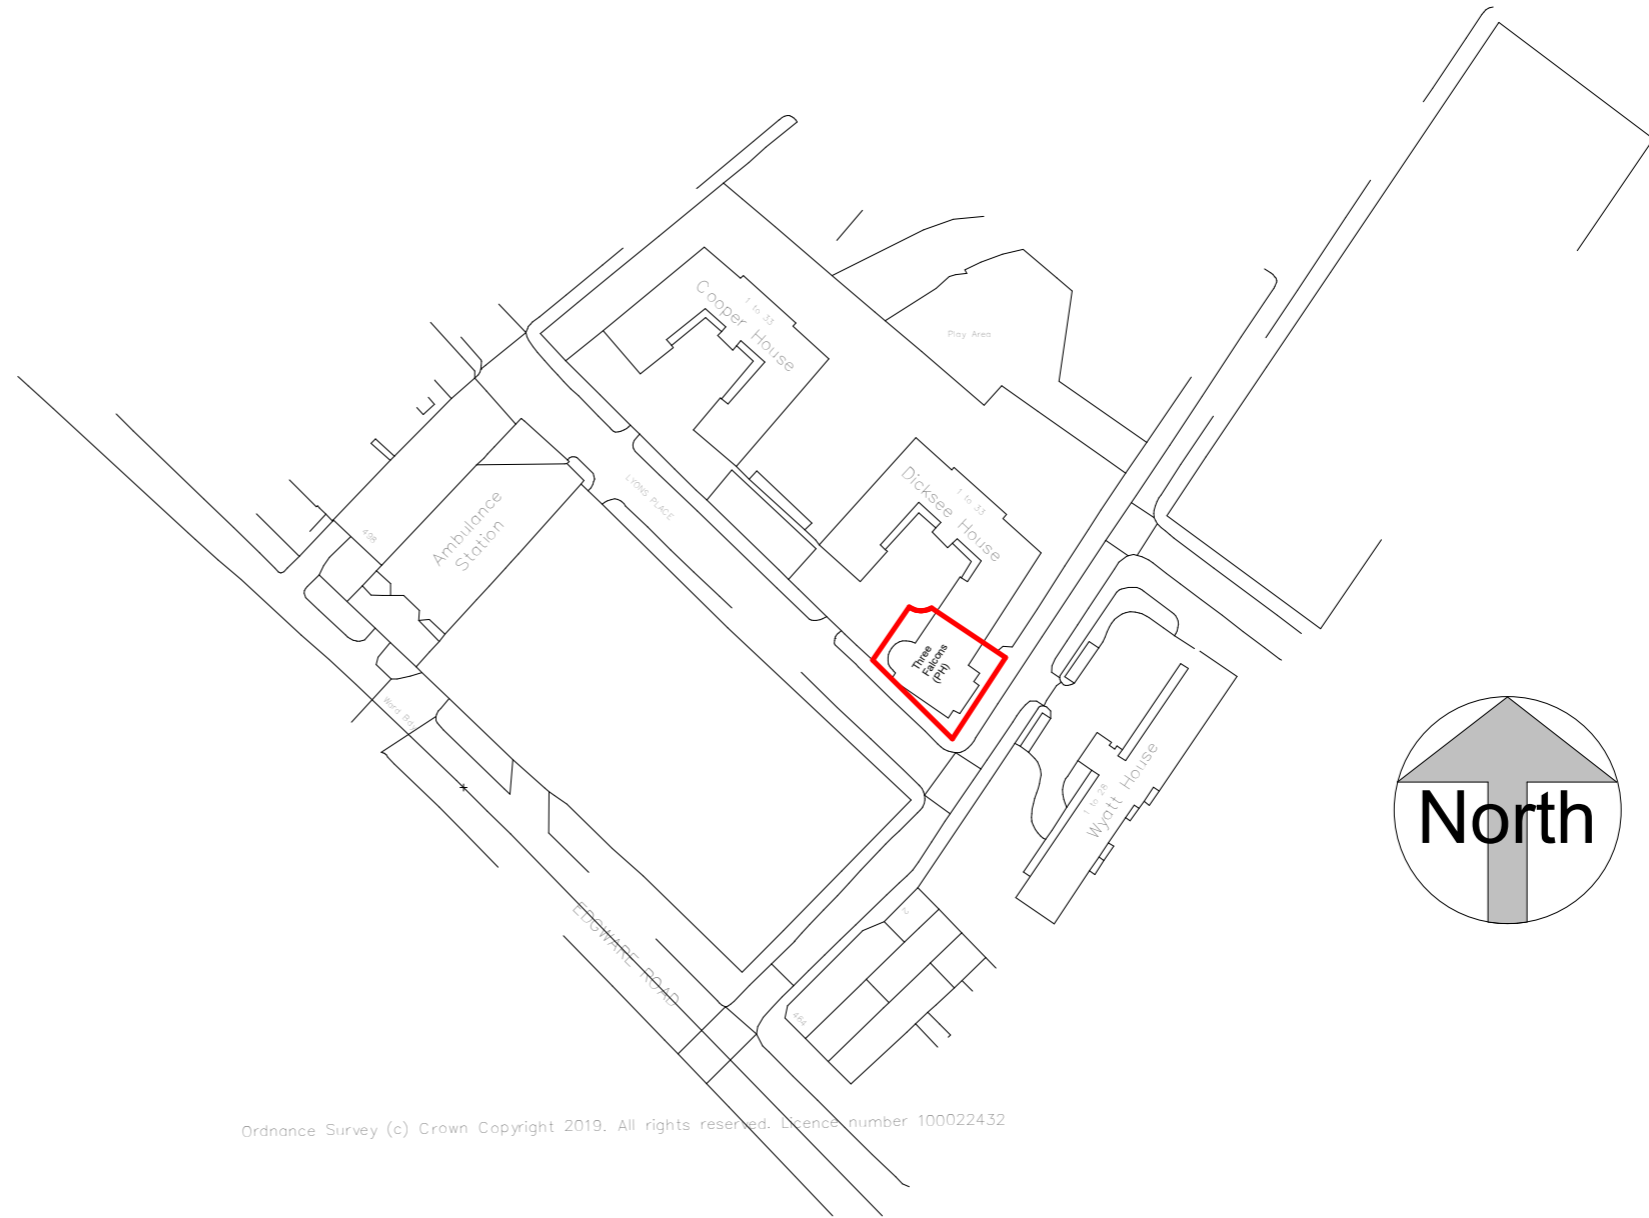 Cooper House
1 to 33
Play Area
Dicksee House
1 to 33
LYONS PLACE
Ambulance
Station
498
Three
Falcons
(PH)
Wyatt House
1 to 28
North
EDGWARE ROAD
2
484
Ordnance Survey (c) Crown Copyright 2019. All rights reserved. Licence number 100022432